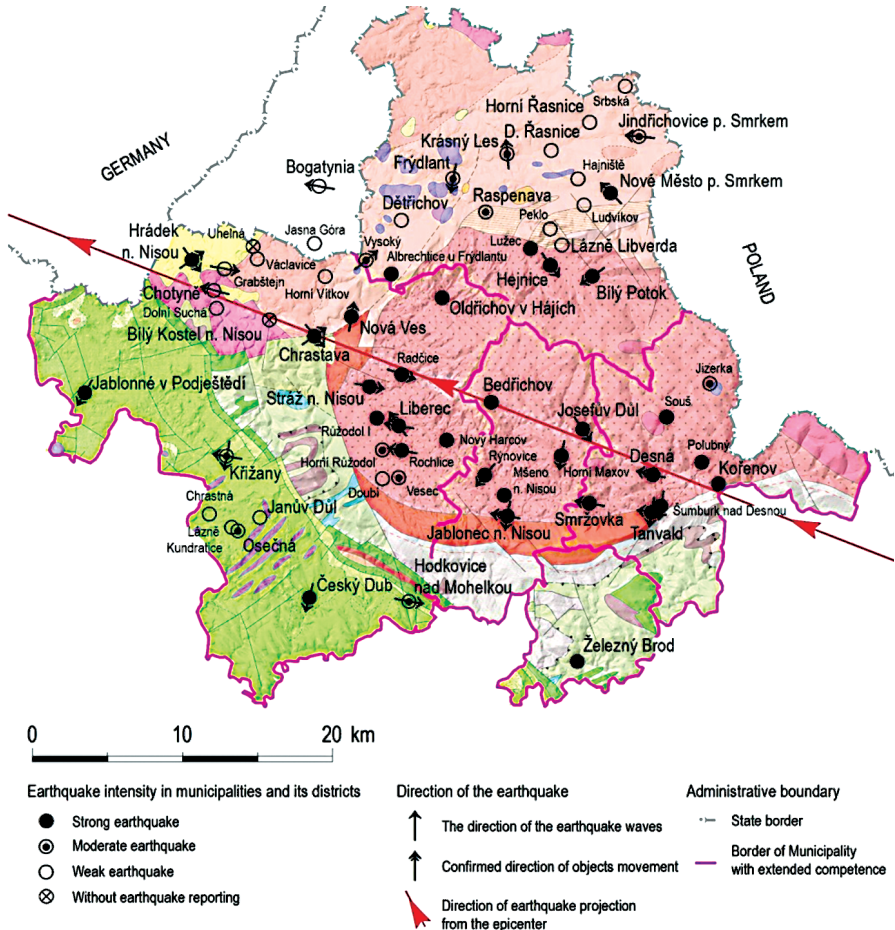 Srbská
Horní Řasnice
Jindřichovice p. Smrkem
D. Řasnice
Krásný Les
GERMANY
Bogatynia
Frýdlant
Hajniště
Nové Město p. Smrkem
Raspenava
Dětřichov
Peklo
Ludvíkov
Hrádek
n. Nisou
Uhelná
Jasna Góra
Vysoký
Lužec
Lázně Libverda
POLAND
Václavice
Albrechtice u Frýdlantu
Grabštejn
Hejnice
Chotyně
Horní Vítkov
Bílý Potok
Dolní Suchá
Oldřichov v Hájích
Bílý Kostel n. Nisou
Nová Ves
Chrastava
Radčice
Jizerka
Jablonné v Podještědí
Stráž n. Nisou
Bedřichov
Liberec
Josefův Důl
Souš
Růžodol I
Nový Harcov
Rýnovice
Polubný
Horní Růžodol
Rochlice
Desná
Kořenov
Křižany
Mšeno
n. Nisou
Horní Maxov
Chrastná
Doubí
Vesec
Janův Důl
Smržovka
Šumburk nad Desnou
Lázně
Kundratice
Osečná
Jablonec n. Nisou
Tanvald
Hodkovice
nad Mohelkou
Český Dub
Železný Brod
0 10 20 km
Earthquake intensity in municipalities and its districts
Strong earthquake
Moderate earthquake
Weak earthquake
Without earthquake reporting
Direction of the earthquake
The direction of the earthquake waves
Confirmed direction of objects movement
Direction of earthquake projection
from the epicenter
Administrative boundary
State border
Border of Municipality
with extended competence